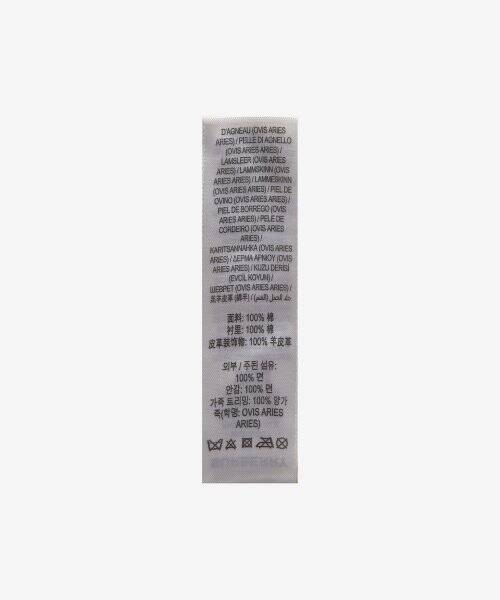 D'AGNEAU (OVIS ARIES
ARIES) / PELLE DI AGNELLO
(OVIS ARIES ARIES) /
LAMSLEER (OVIS ARIES
ARIES) / LAMMSKINN (OVIS
ARIES ARIES) / LAMMESKINN
(OVIS ARIES ARIES) / PIEL DE
OVINO (OVIS ARIES ARIES) /
PIEL DE BORREGO (OVIS
ARIES ARIES) / PELE DE
CORDEIRO (OVIS ARIES
ARIES) /
KARITSANNAHKA (OVIS ARIES
ARIES) / ΔΕΡΜΑ ΑΡΝΙΟΥ (OVIS
ARIES ARIES) / KUZU DERİSİ
(EVCİL KOYUN) /
ШЕВРЕТ (OVIS ARIES ARIES) /
羔羊皮革 (绵羊) /
面料: 100% 棉
衬里: 100% 棉
皮革装饰物: 100% 羊皮革
외부 / 주된 섬유:
100% 면
안감: 100% 면
가죽 트리밍: 100% 양가
죽(학명: OVIS ARIES
ARIES)